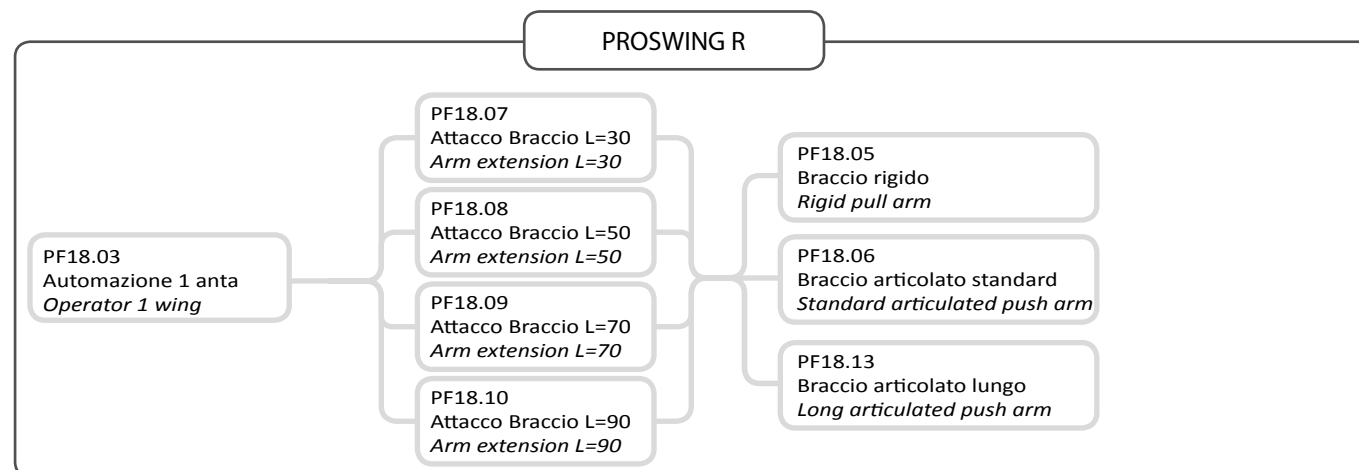 PROSWING R
PF18.03
Automazione 1 anta
Operator 1 wing
PF18.07
Attacco Braccio L=30
Arm extension L=30
PF18.08
Attacco Braccio L=50
Arm extension L=50
PF18.09
Attacco Braccio L=70
Arm extension L=70
PF18.10
Attacco Braccio L=90
Arm extension L=90
PF18.05
Braccio rigido
Rigid pull arm
PF18.06
Braccio articolato standard
Standard articulated push arm
PF18.13
Braccio articolato lungo
Long articulated push arm